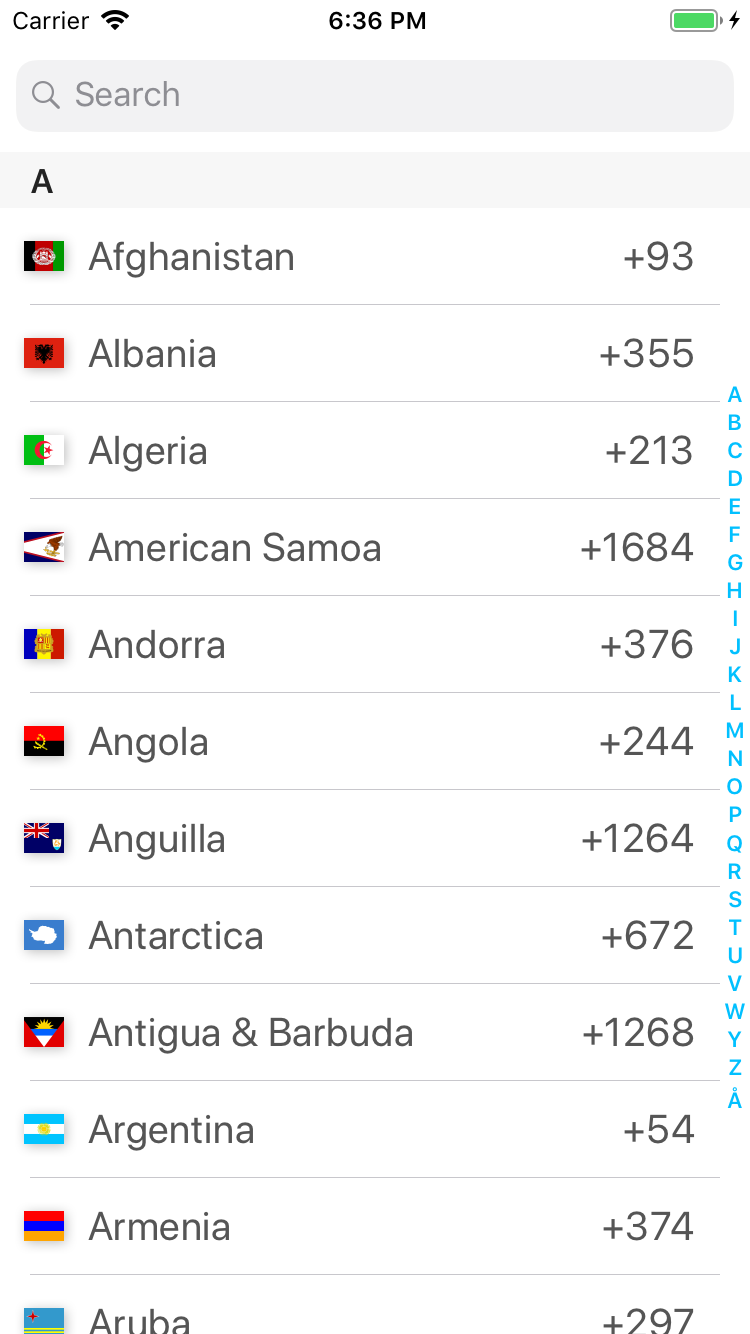 Carrier 6:36 PM
Search
A
Afghanistan +93
Albania +355
Algeria +213
American Samoa +1684
Andorra +376
Angola +244
Anguilla +1264
Antarctica +672
Antigua & Barbuda +1268
Argentina +54
Armenia +374
Aruba +297
A
B
C
D
E
F
G
H
I
J
K
L
M
N
O
P
Q
R
S
T
U
V
W
Y
Z
Å